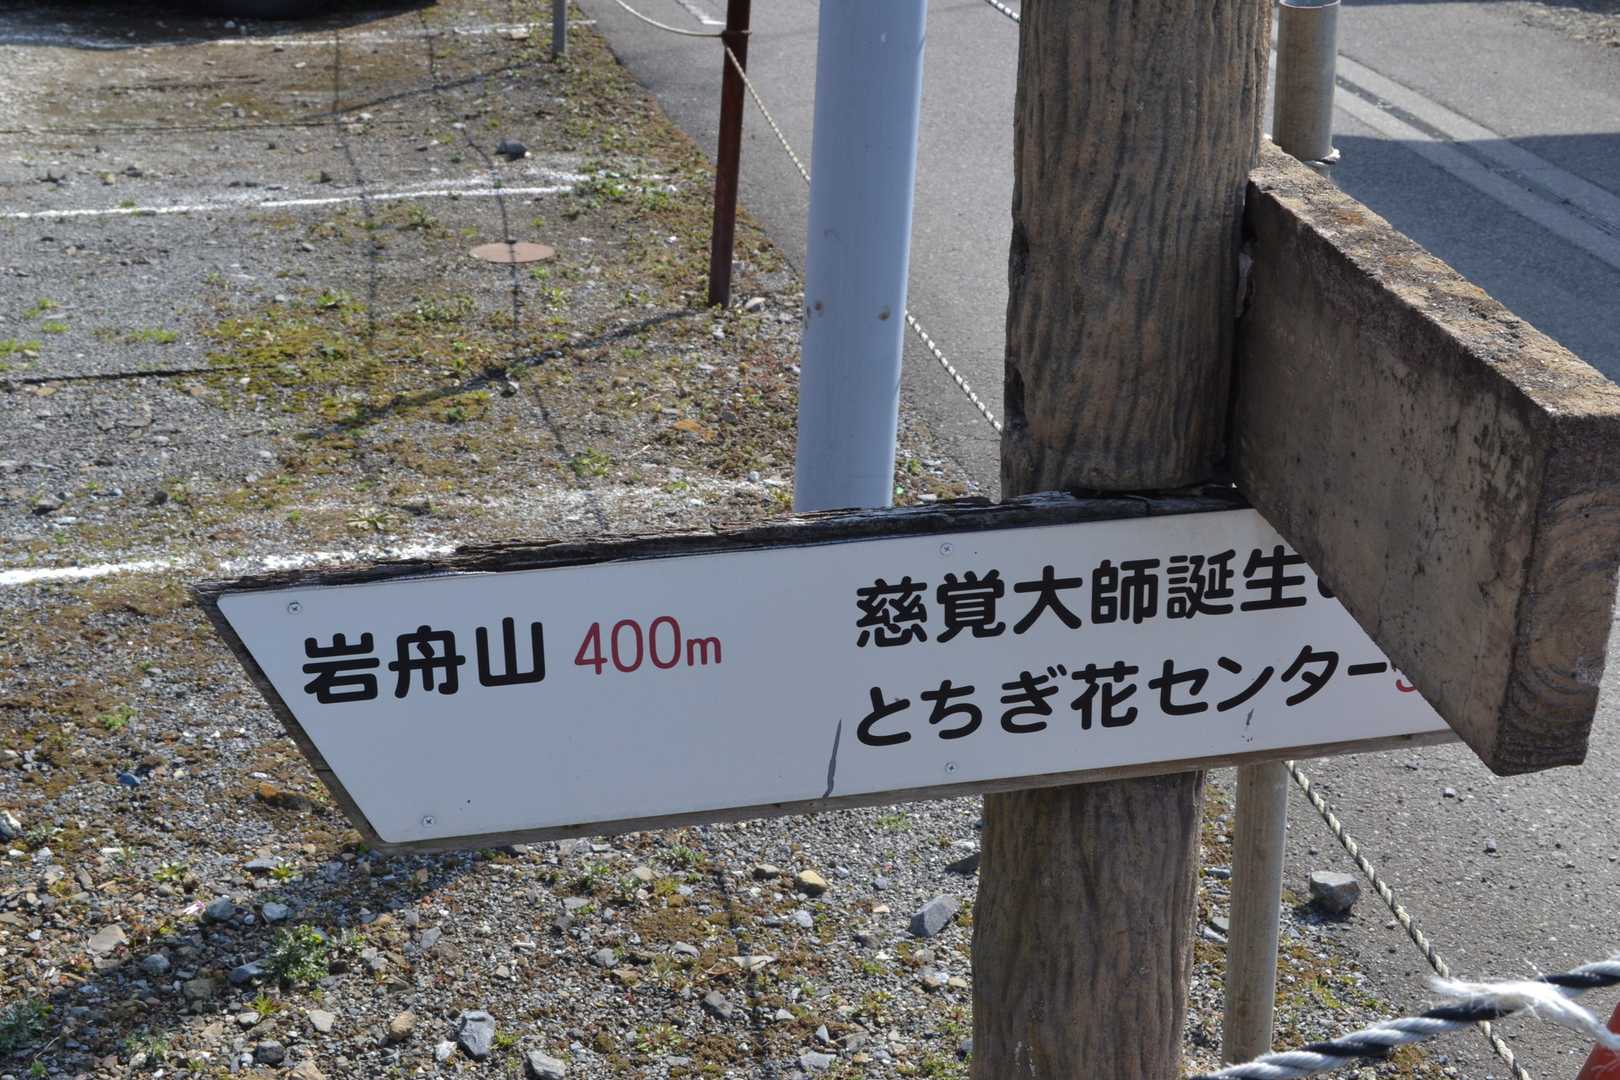 岩舟山 400m
慈覚大師誕生
とちぎ花センター